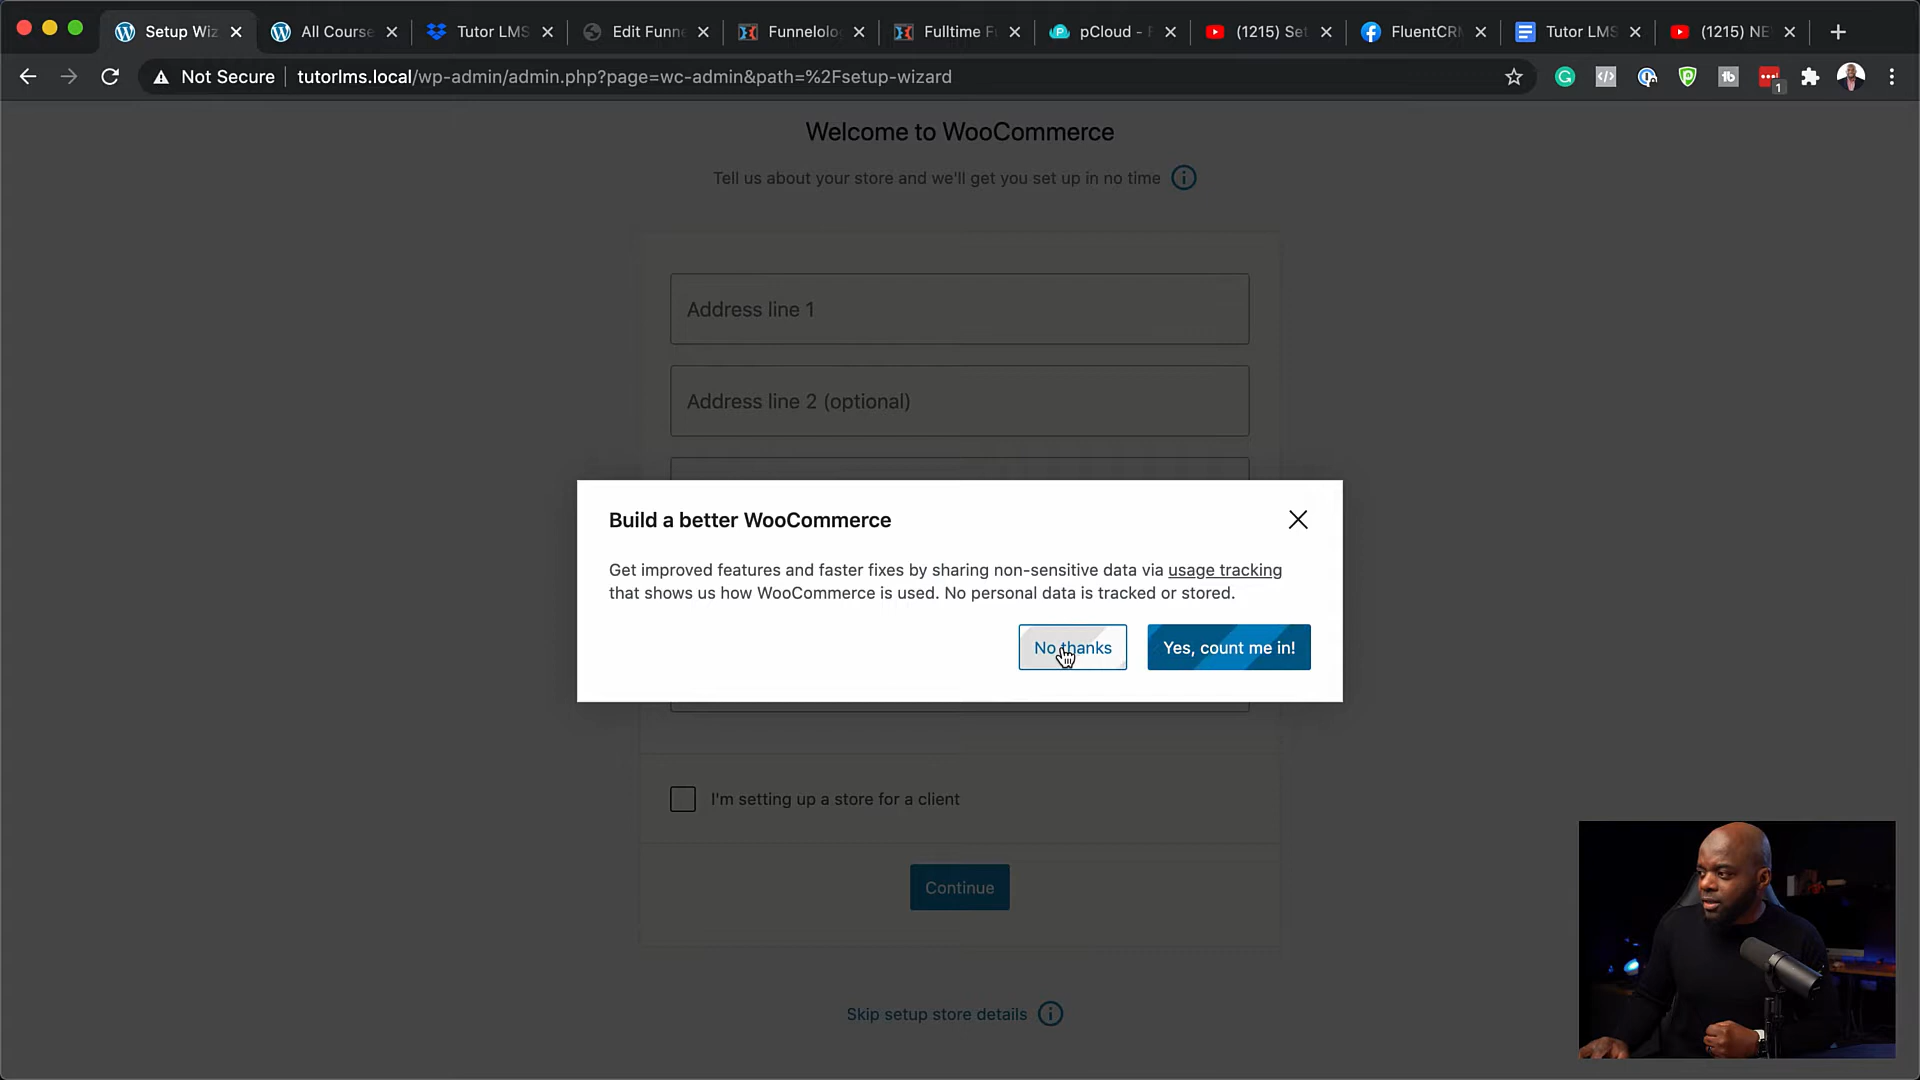 Setup Wiz
All Course
Tutor LMS
Edit Funne
Funnelolo
Fulltime F
pCloud - F
(1215) Set
FluentCRM
Tutor LMS
(1215) NE
Not Secure
tutorlms.local/wp-admin/admin.php?page=wc-admin&path=%2Fsetup-wizard
1
Welcome to WooCommerce
Tell us about your store and we'll get you set up in no time
Address line 1
Address line 2 (optional)
Build a better WooCommerce
Get improved features and faster fixes by sharing non-sensitive data via usage tracking
that shows us how WooCommerce is used. No personal data is tracked or stored.
No thanks
Yes, count me in!
I'm setting up a store for a client
Continue
Skip setup store details